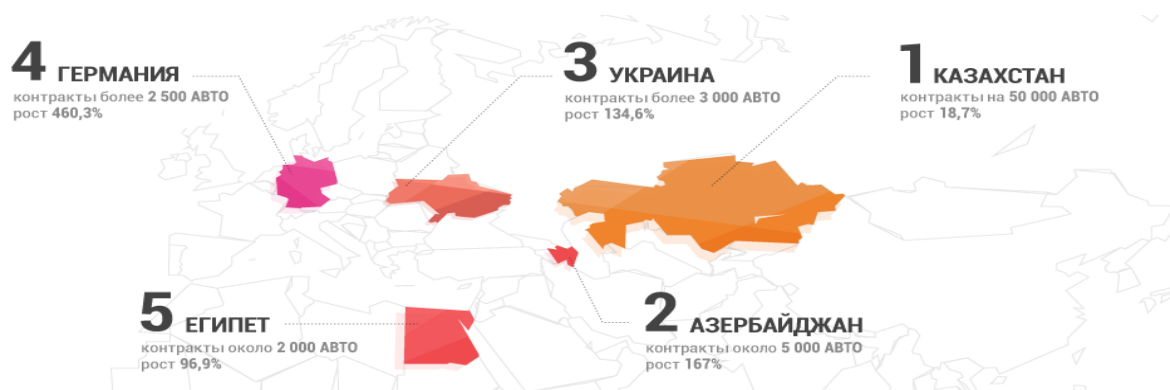 4 ГЕРМАНИЯ
контракты более 2 500 АВТО
рост 460,3%
3 УКРАИНА
контракты более 3 000 АВТО
рост 134,6%
1 КАЗАХСТАН
контракты на 50 000 АВТО
рост 18,7%
5 ЕГИПЕТ
контракты около 2 000 АВТО
рост 96,9%
2 АЗЕРБАЙДЖАН
контракты около 5 000 АВТО
рост 167%